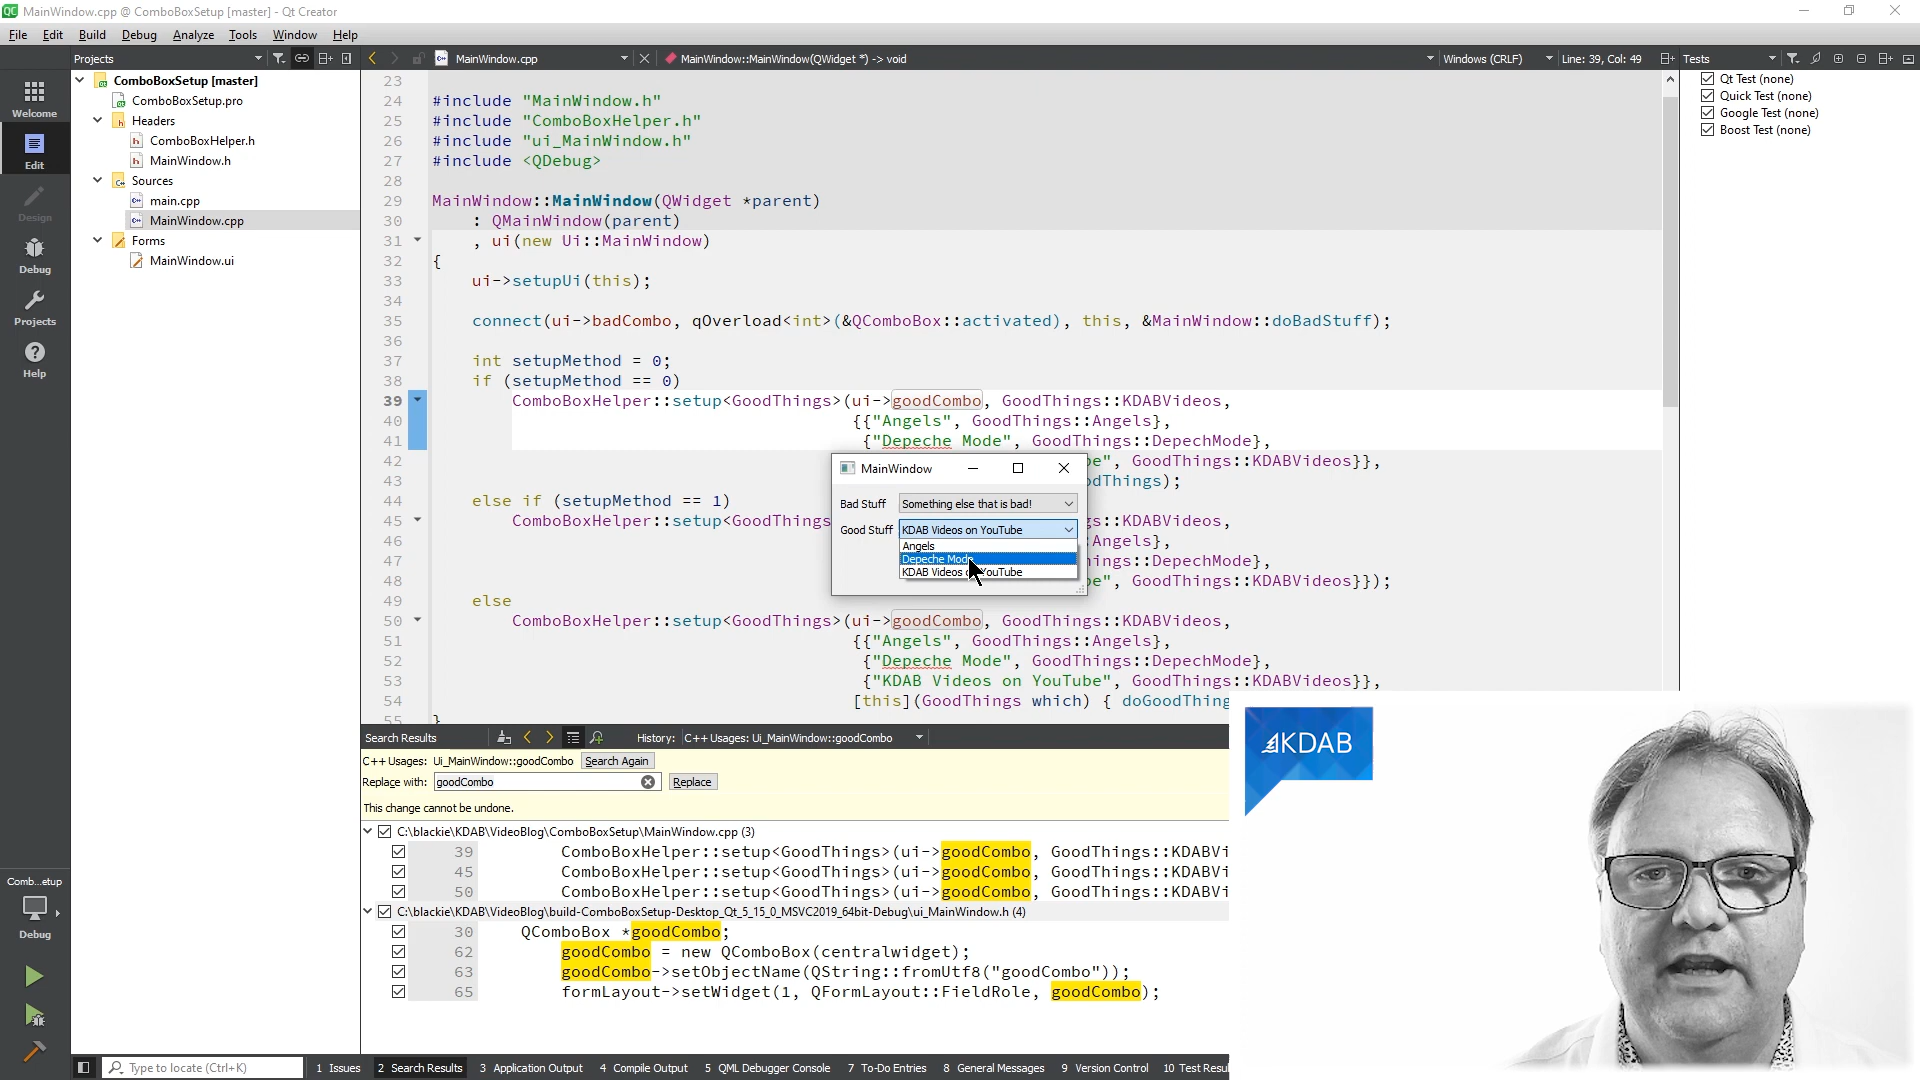 MainWindow.cpp @ ComboBoxSetup [master] - Qt Creator
File Edit Build Debug Analyze Tools Window Help
Projects
MainWindow.cpp
MainWindow::MainWindow(QWidget *) -> void
Windows (CRLF)
Line: 39, Col: 49
Tests
Welcome
Edit
Design
Debug
Projects
Help
ComboBoxSetup [master]
ComboBoxSetup.pro
Headers
ComboBoxHelper.h
MainWindow.h
Sources
main.cpp
MainWindow.cpp
Forms
MainWindow.ui
23
24 #include "MainWindow.h"
25 #include "ComboBoxHelper.h"
26 #include "ui_MainWindow.h"
27 #include <QDebug>
28
29 MainWindow::MainWindow(QWidget *parent)
30 : QMainWindow(parent)
31 , ui(new Ui::MainWindow)
32 {
33 ui->setupUi(this);
34
35 connect(ui->badCombo, qOverload<int>(&QComboBox::activated), this, &MainWindow::doBadStuff);
36
37 int setupMethod = 0;
38 if (setupMethod == 0)
39 ComboBoxHelper::setup<GoodThings>(ui->goodCombo, GoodThings::KDABVideos,
40 {{"Angels", GoodThings::Angels},
41 {"Depeche Mode", GoodThings::DepechMode},
42 be", GoodThings::KDABVideos}},
43 odThings);
44 else if (setupMethod == 1)
45 ComboBoxHelper::setup<GoodThings gs::KDABVideos,
46 Angels},
47 ings::DepechMode},
48 be", GoodThings::KDABVideos}});
49 else
50 ComboBoxHelper::setup<GoodThings>(ui->goodCombo, GoodThings::KDABVideos,
51 {{"Angels", GoodThings::Angels},
52 {"Depeche Mode", GoodThings::DepechMode},
53 {"KDAB Videos on YouTube", GoodThings::KDABVideos}},
54 [this](GoodThings which) { doGoodThing
55 }
MainWindow
Bad Stuff Something else that is bad!
Good Stuff KDAB Videos on YouTube
Angels
Depeche Mode
KDAB Videos YouTube
Qt Test (none)
Quick Test (none)
Google Test (none)
Boost Test (none)
Search Results
History: C++ Usages: Ui_MainWindow::goodCombo
C++ Usages: Ui_MainWindow::goodCombo Search Again
Replace with: goodCombo Replace
This change cannot be undone.
C:\blackie\KDAB\VideoBlog\ComboBoxSetup\MainWindow.cpp (3)
39 ComboBoxHelper::setup<GoodThings>(ui->goodCombo, GoodThings::KDABVi
45 ComboBoxHelper::setup<GoodThings>(ui->goodCombo, GoodThings::KDABVi
50 ComboBoxHelper::setup<GoodThings>(ui->goodCombo, GoodThings::KDABVi
C:\blackie\KDAB\VideoBlog\build-ComboBoxSetup-Desktop_Qt_5_15_0_MSVC2019_64bit-Debug\ui_MainWindow.h (4)
30 QComboBox *goodCombo;
62 goodCombo = new QComboBox(centralwidget);
63 goodCombo->setObjectName(QString::fromUtf8("goodCombo"));
65 formLayout->setWidget(1, QFormLayout::FieldRole, goodCombo);
KDAB
Comb...etup
Debug
Type to locate (Ctrl+K)
1 Issues 2 Search Results 3 Application Output 4 Compile Output 5 QML Debugger Console 7 To-Do Entries 8 General Messages 9 Version Control 10 Test Resul